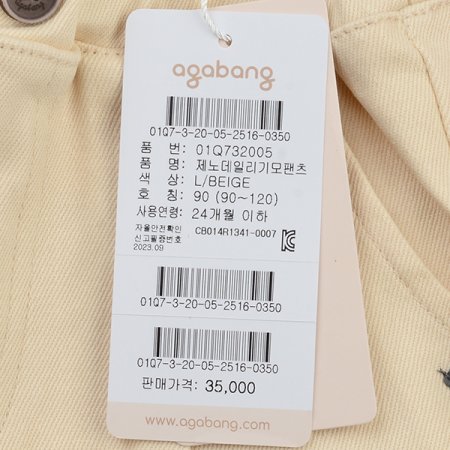 agabang
01Q7-3-20-05-2516-0350
품 번: 01Q732005
품 명: 제노데일리기모팬츠
색 상: L/BEIGE
호 칭: 90 (90~120)
사용연령: 24개월 이하
자율안전확인
신고필증번호 CB014R1341-0007
2023.09
01Q7-3-20-05-2516-0350
01Q7-3-20-05-2516-0350
판매가격: 35,000
www.agabang.com